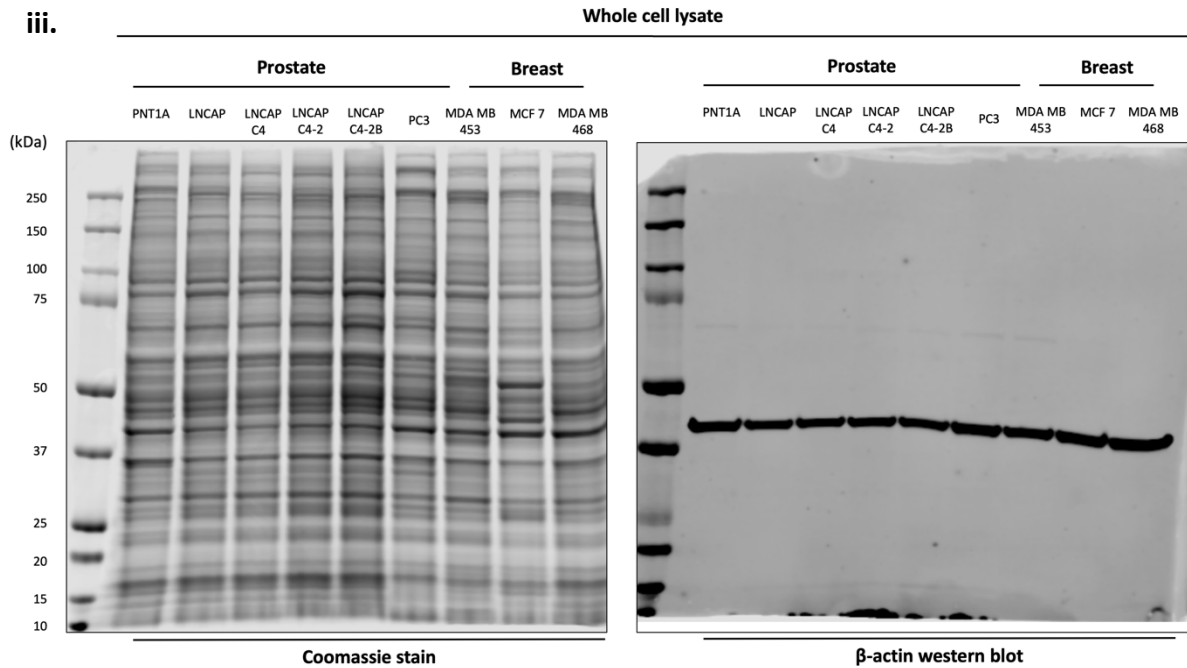 iii.
Whole cell lysate
Prostate
Breast
PNT1A LNCAP LNCAP C4 LNCAP C4-2 LNCAP C4-2B PC3 MDA MB 453 MCF 7 MDA MB 468
(kDa)
250
150
100
75
50
37
25
20
15
10
Coomassie stain
Prostate
Breast
PNT1A LNCAP LNCAP C4 LNCAP C4-2 LNCAP C4-2B PC3 MDA MB 453 MCF 7 MDA MB 468
β-actin western blot